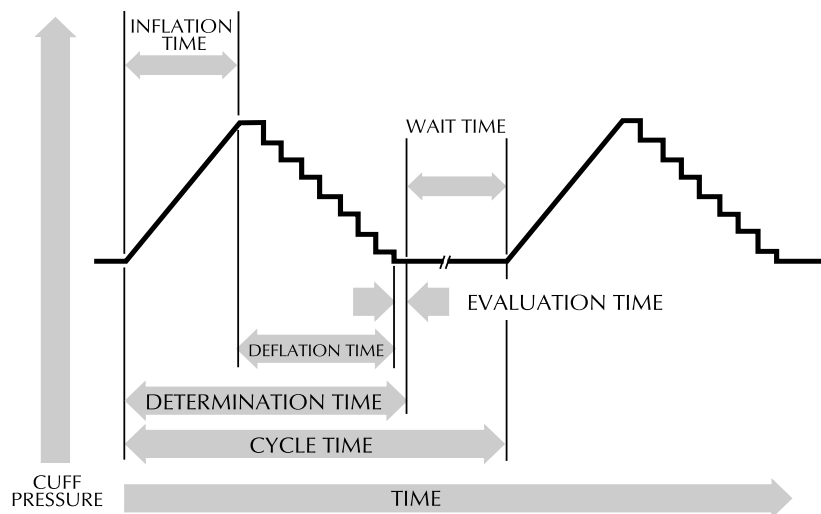 INFLATION
TIME
WAIT TIME
EVALUATION TIME
DEFLATION TIME
DETERMINATION TIME
CYCLE TIME
CUFF
PRESSURE
TIME